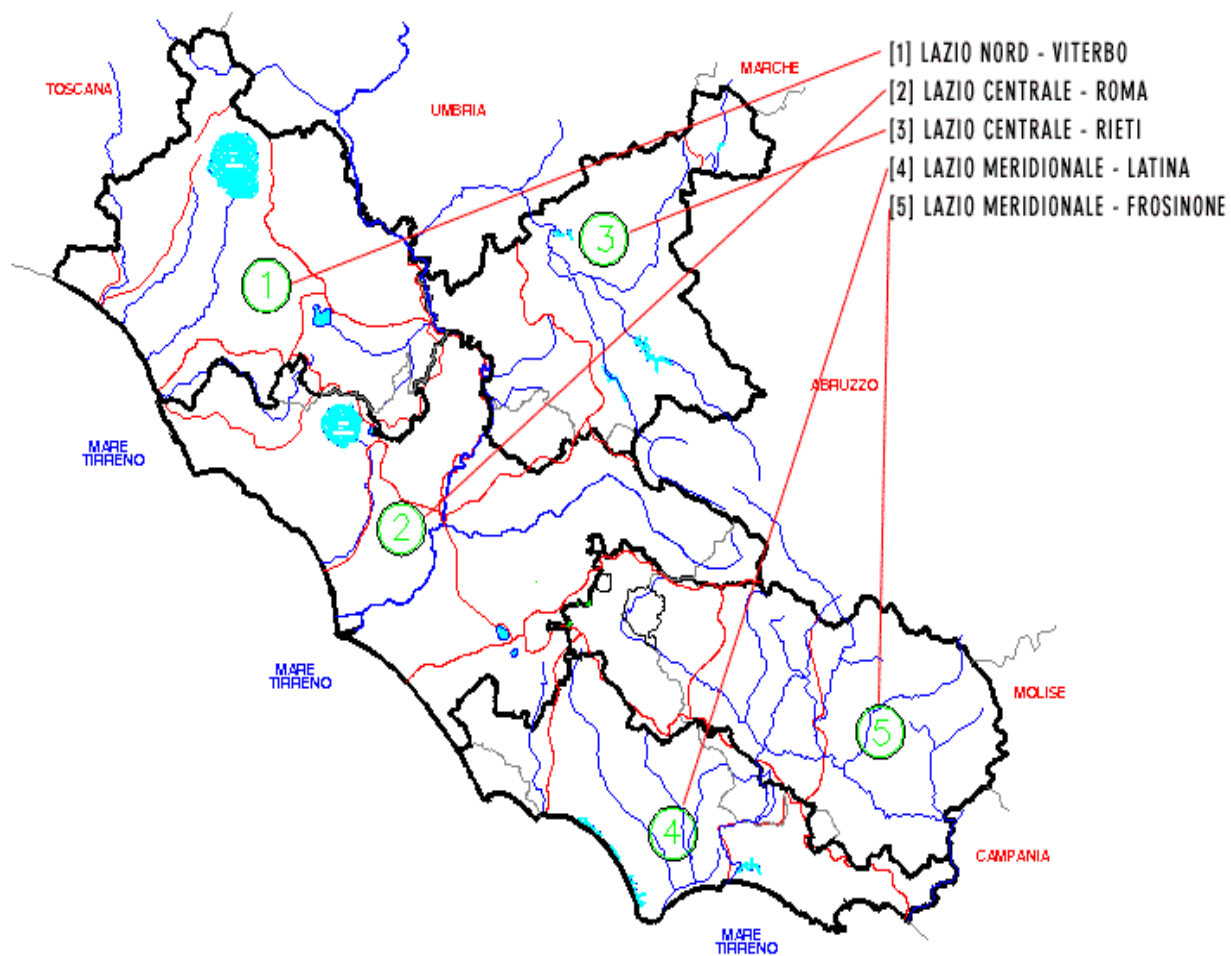 [1] LAZIO NORD - VITERBO
[2] LAZIO CENTRALE - ROMA
[3] LAZIO CENTRALE - RIETI
[4] LAZIO MERIDIONALE - LATINA
[5] LAZIO MERIDIONALE - FROSINONE
TOSCANA
UMBRIA
MARCHE
ABRUZZO
MOLISE
CAMPANIA
MARE
TIRRENO
MARE
TIRRENO
MARE
TIRRENO
1
2
3
4
5